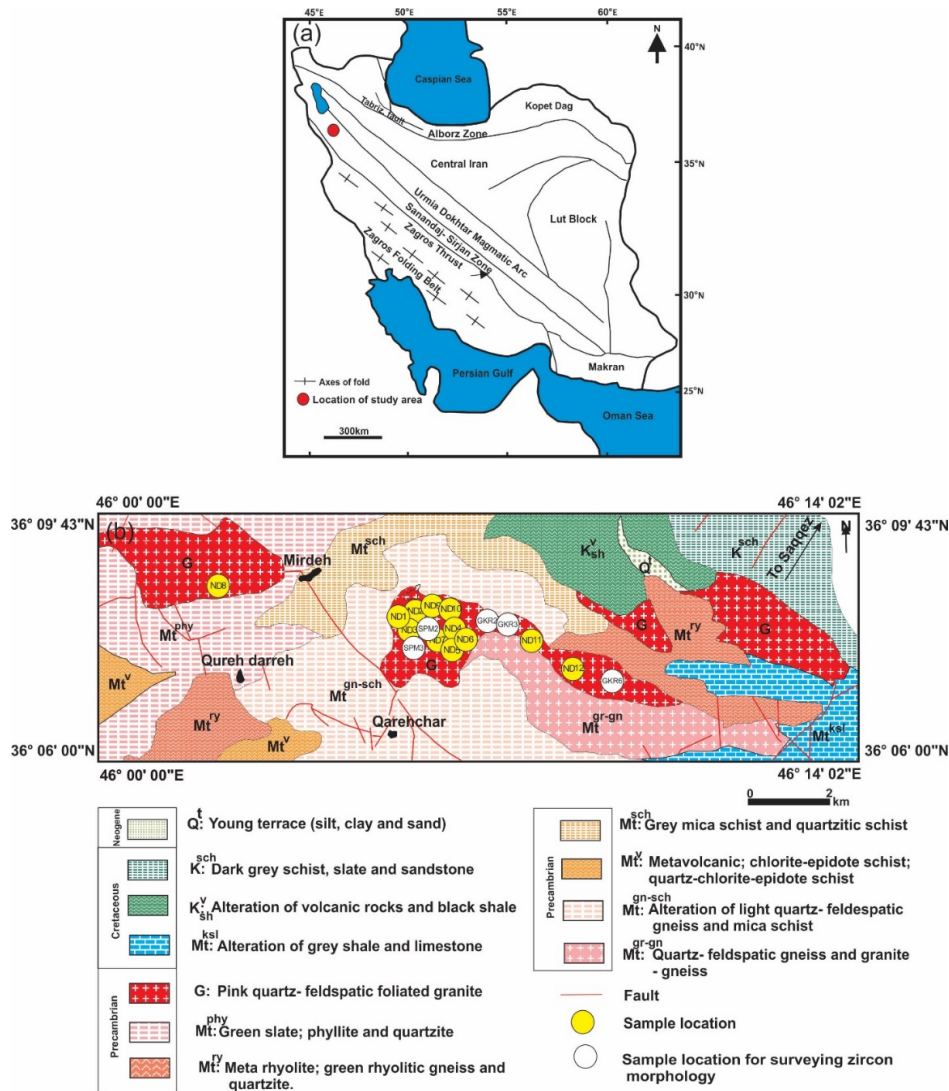 45°E
50°E
55°E
60°E
(a)
N
40°N
Caspian Sea
Tabriz fault
Kopet Dag
Alborz Zone
35°N
Central Iran
Urmia Dokhtar Magmatic Arc
Lut Block
Sanandaj- Sirjan Zone
Zagros Thrust
Zagros Folding Belt
30°N
Makran
Persian Gulf
25°N
Axes of fold
Location of study area
Oman Sea
300km
46° 00' 00"E
46° 14' 02"E
36° 09' 43"N
36° 09' 43"N
(b)
N
Mt sch
K v sh
K sch
To Saqqez
Q t
G
Mirdeh
ND8
ND9
ND2
ND10
ND1
GKR2
GKR3
G
Mt ry
G
ND3
SPM2
ND4
Mt phy
ND7
ND6
ND11
SPM3
ND5
G
ND12
GKR6
Qureh darreh
Mt v
Mt gn-sch
Mt ry
Qarehchar
Mt gr-gn
Mt ksl
Mt v
36° 06' 00"N
36° 06' 00"N
46° 00' 00"E
46° 14' 02"E
0 2
km
Neogene
Q t: Young terrace (silt, clay and sand)
Cretaceous
K sch: Dark grey schist, slate and sandstone
K v sh: Alteration of volcanic rocks and black shale
Mt ksl: Alteration of grey shale and limestone
Precambrian
G: Pink quartz- feldspatic foliated granite
Mt phy: Green slate; phyllite and quartzite
Mt ry: Meta rhyolite; green rhyolitic gneiss and
quartzite.
Precambrian
Mt sch: Grey mica schist and quartzitic schist
Mt v: Metavolcanic; chlorite-epidote schist;
quartz-chlorite-epidote schist
Mt gn-sch: Alteration of light quartz- feldespatic
gneiss and mica schist
Mt gr-gn: Quartz- feldspatic gneiss and granite
- gneiss
Fault
Sample location
Sample location for surveying zircon
morphology